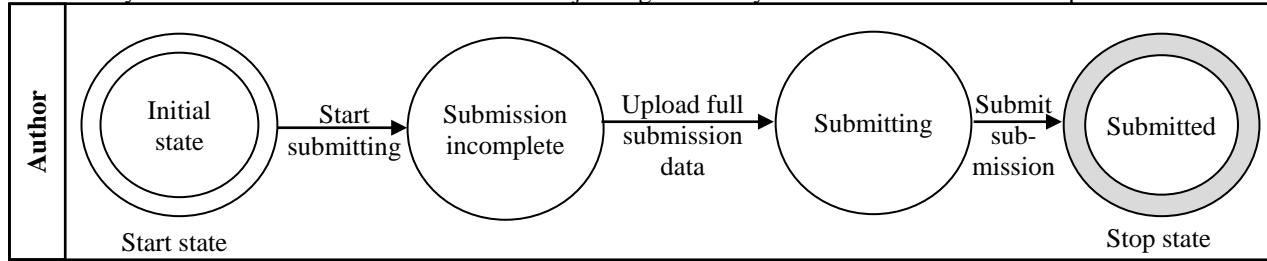 Author
Initial
state
Start state
Start
submitting
Submission
incomplete
Upload full
submission
data
Submitting
Submit
sub-
mission
Submitted
Stop state